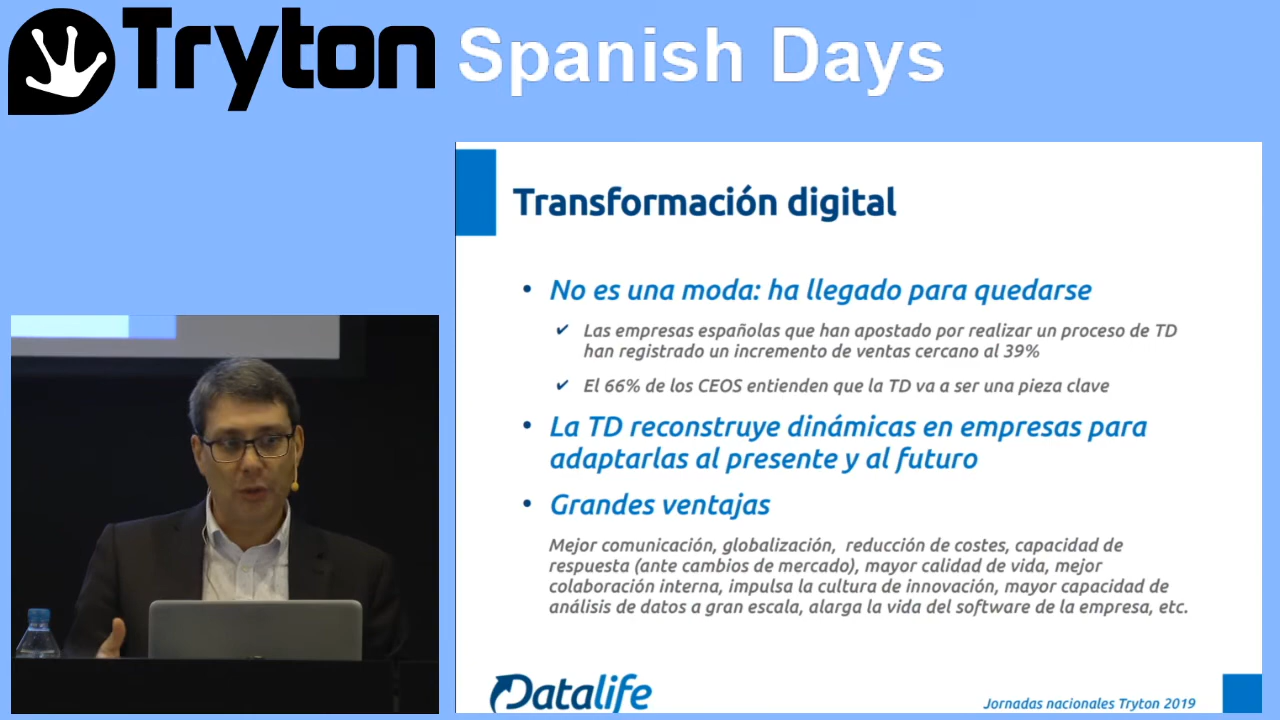 Tryton Spanish Days
Transformación digital
• No es una moda: ha llegado para quedarse
✔ Las empresas españolas que han apostado por realizar un proceso de TD
han registrado un incremento de ventas cercano al 39%
✔ El 66% de los CEOS entienden que la TD va a ser una pieza clave
• La TD reconstruye dinámicas en empresas para
adaptarlas al presente y al futuro
• Grandes ventajas
Mejor comunicación, globalización, reducción de costes, capacidad de
respuesta (ante cambios de mercado), mayor calidad de vida, mejor
colaboración interna, impulsa la cultura de innovación, mayor capacidad de
análisis de datos a gran escala, alarga la vida del software de la empresa, etc.
Datalife
Jornadas nacionales Tryton 2019